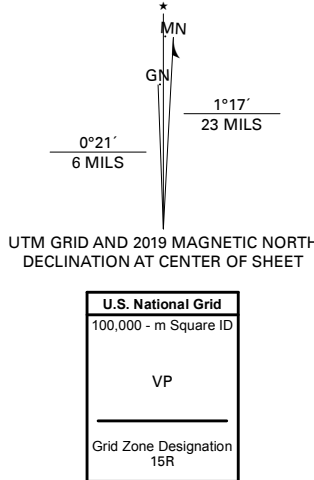 ★
MN
GN
1°17´
23 MILS
0°21´
6 MILS
UTM GRID AND 2019 MAGNETIC NORTH
DECLINATION AT CENTER OF SHEET
U.S. National Grid
100,000 - m Square ID
VP
Grid Zone Designation
15R